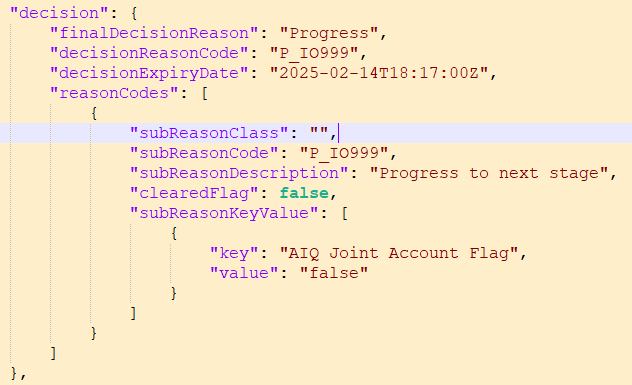 "decision": {
"finalDecisionReason": "Progress",
"decisionReasonCode": "P_IO999",
"decisionExpiryDate": "2025-02-14T18:17:00Z",
"reasonCodes": [
{
"subReasonClass": "",
"subReasonCode": "P_IO999",
"subReasonDescription": "Progress to next stage",
"clearedFlag": false,
"subReasonKeyValue": [
{
"key": "AIQ Joint Account Flag",
"value": "false"
}
]
}
]
},